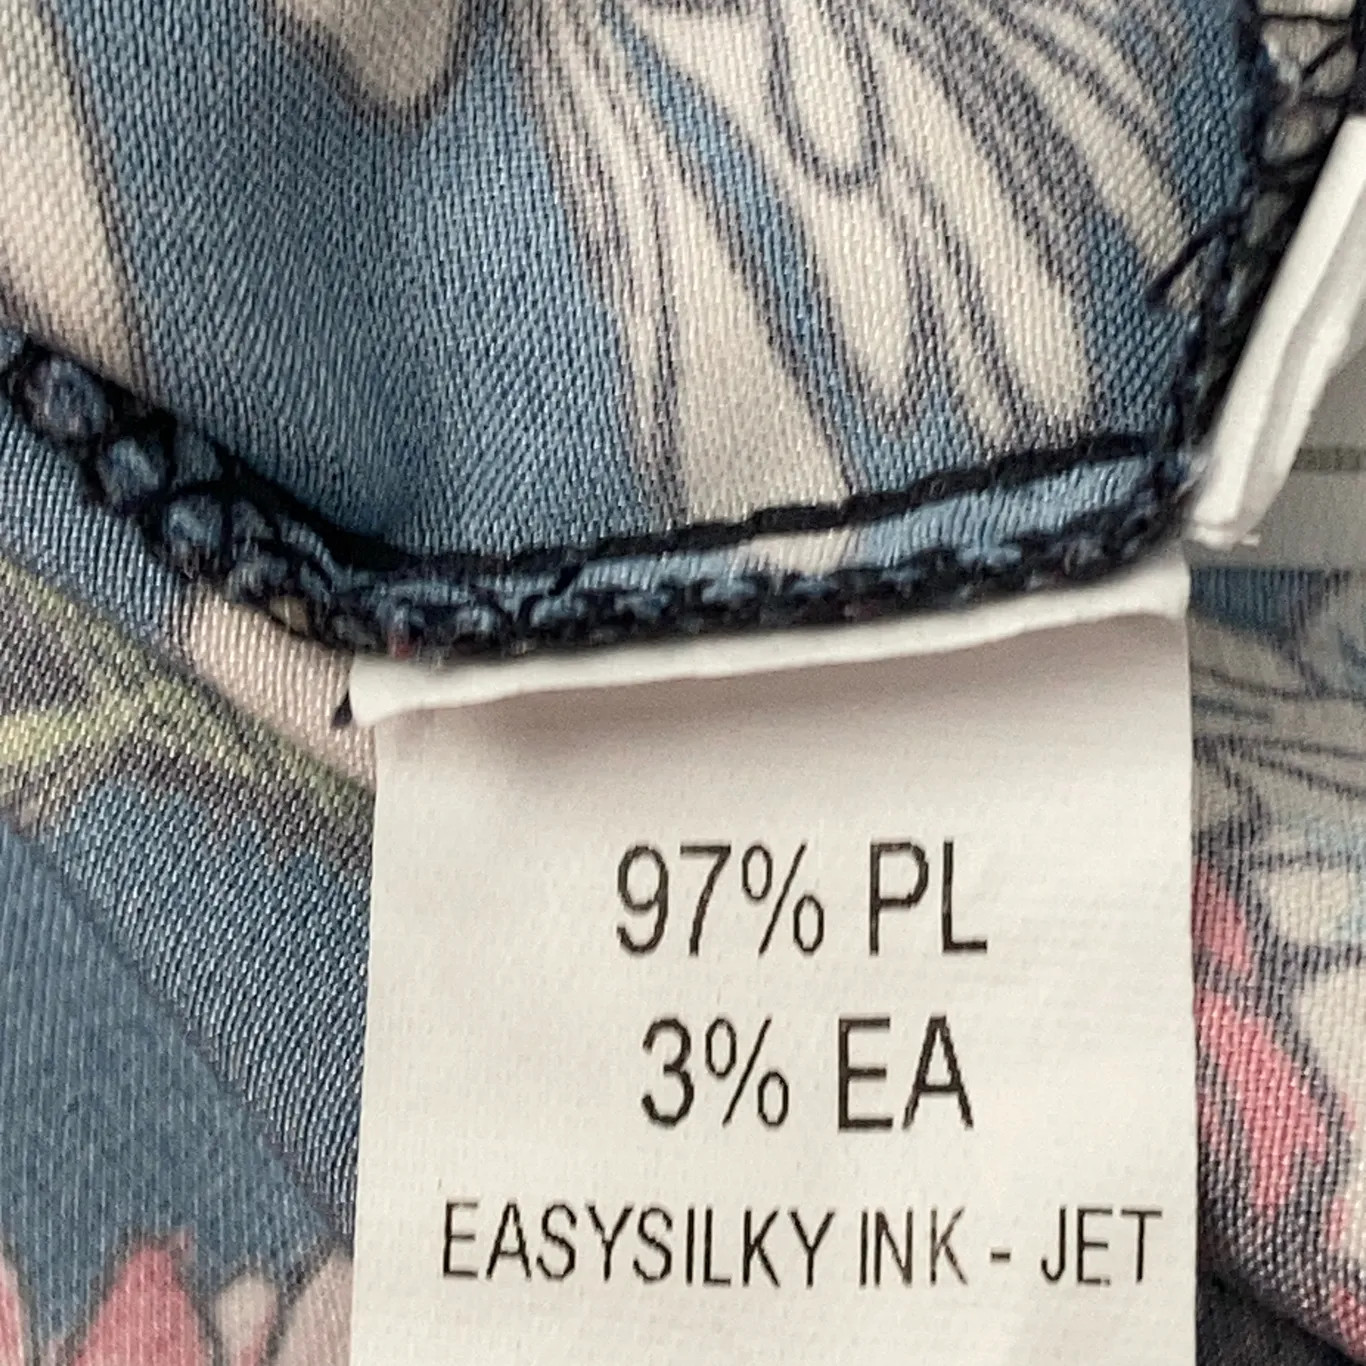 97% PL
3% EA
EASYSILKY INK - JET